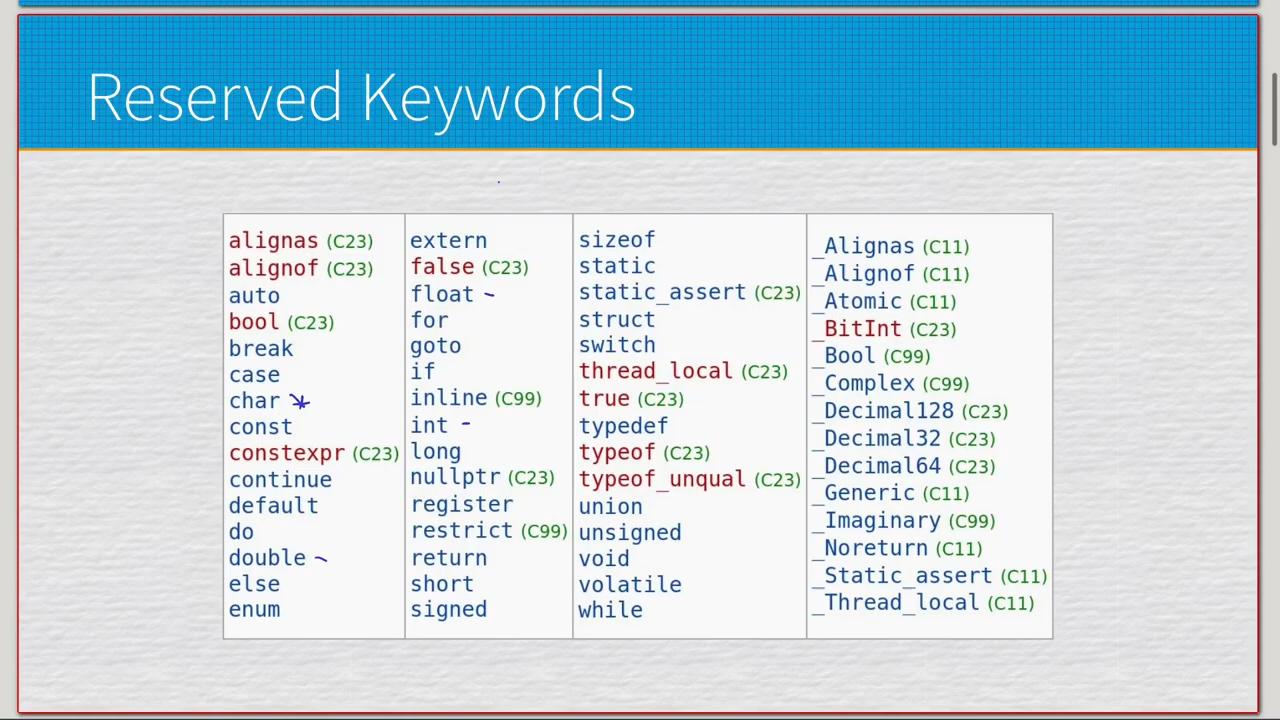 Reserved Keywords
alignas (C23)
alignof (C23)
auto
bool (C23)
break
case
char
const
constexpr (C23)
continue
default
do
double
else
enum
extern
false (C23)
float
for
goto
if
inline (C99)
int
long
nullptr (C23)
register
restrict (C99)
return
short
signed
sizeof
static
static_assert (C23)
struct
switch
thread_local (C23)
true (C23)
typedef
typeof (C23)
typeof_unqual (C23)
union
unsigned
void
volatile
while
_Alignas (C11)
_Alignof (C11)
_Atomic (C11)
_BitInt (C23)
_Bool (C99)
_Complex (C99)
_Decimal128 (C23)
_Decimal32 (C23)
_Decimal64 (C23)
_Generic (C11)
_Imaginary (C99)
_Noreturn (C11)
_Static_assert (C11)
_Thread_local (C11)